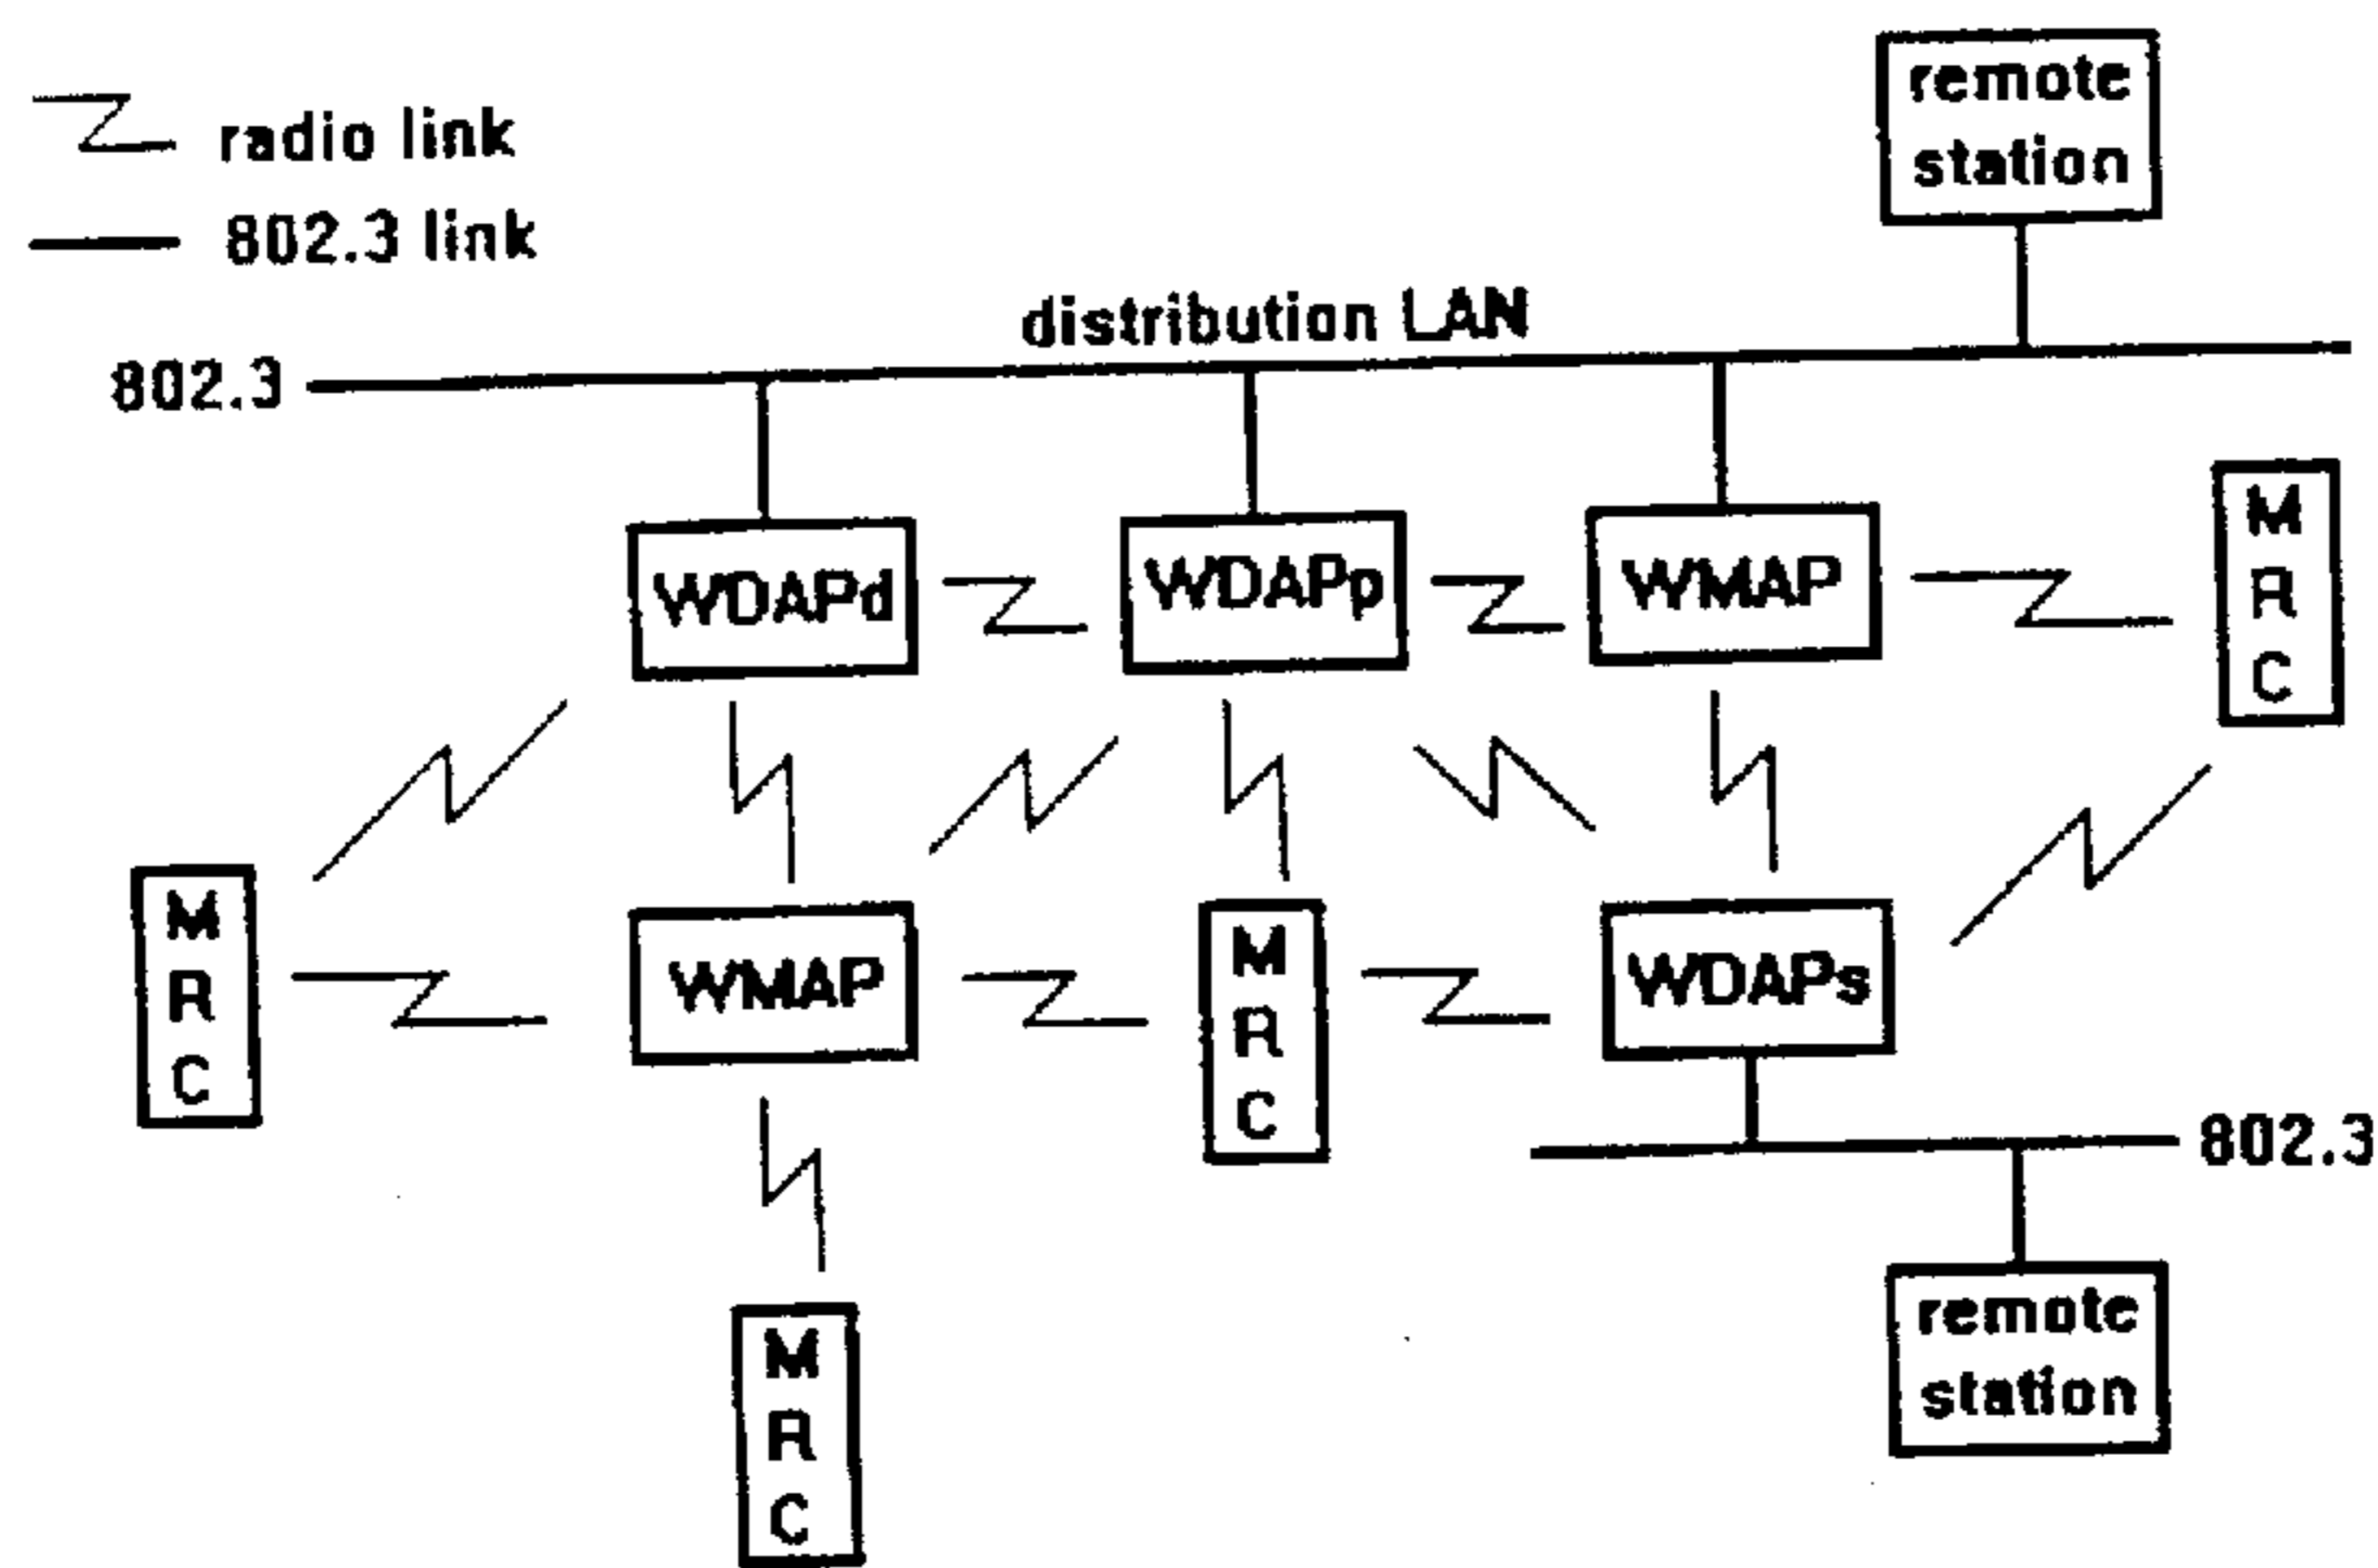 remote
station
radio link
802.3 link
distribution LAN
802.3
WDAPd
WDAPp
WMAP
M
R
C
M
R
C
WMAP
M
R
C
WDAPs
802.3
M
R
C
remote
station